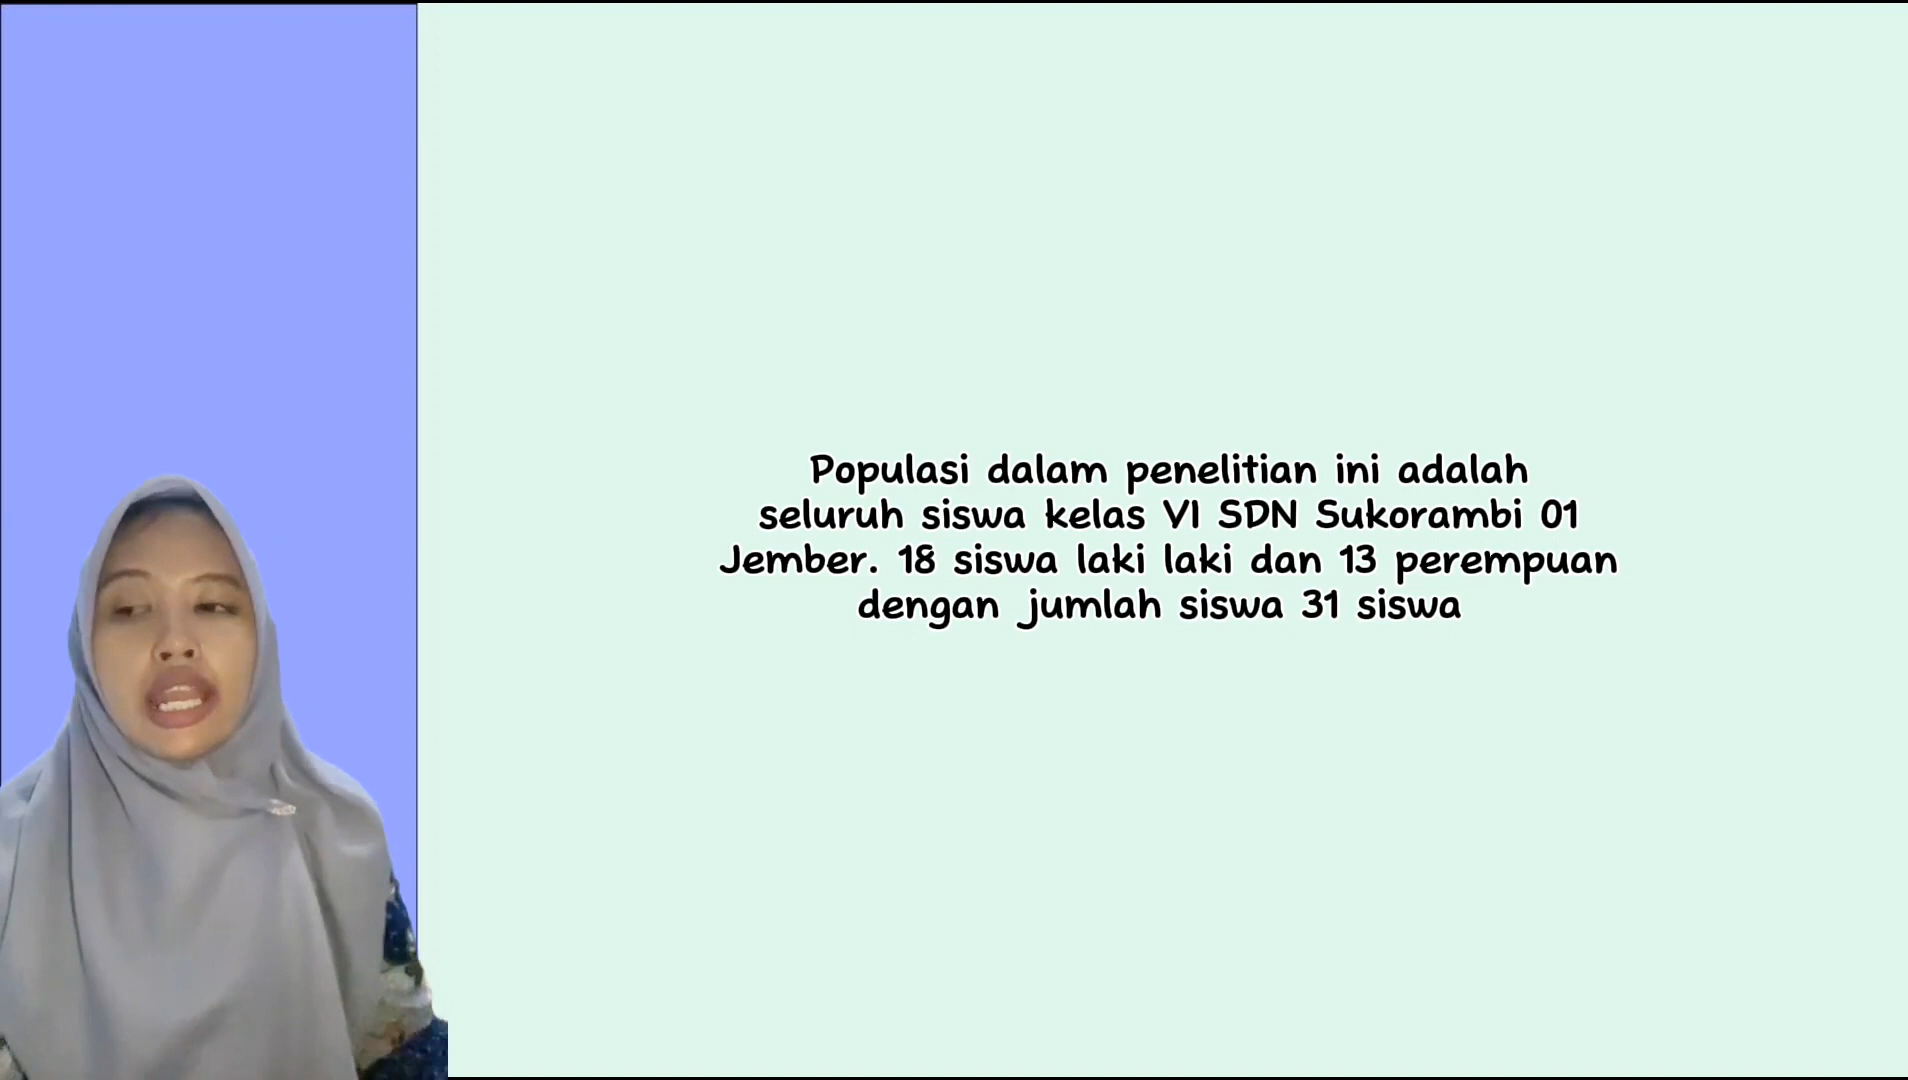 Populasi dalam penelitian ini adalah
seluruh siswa kelas VI SDN Sukorambi 01
Jember. 18 siswa laki laki dan 13 perempuan
dengan jumlah siswa 31 siswa